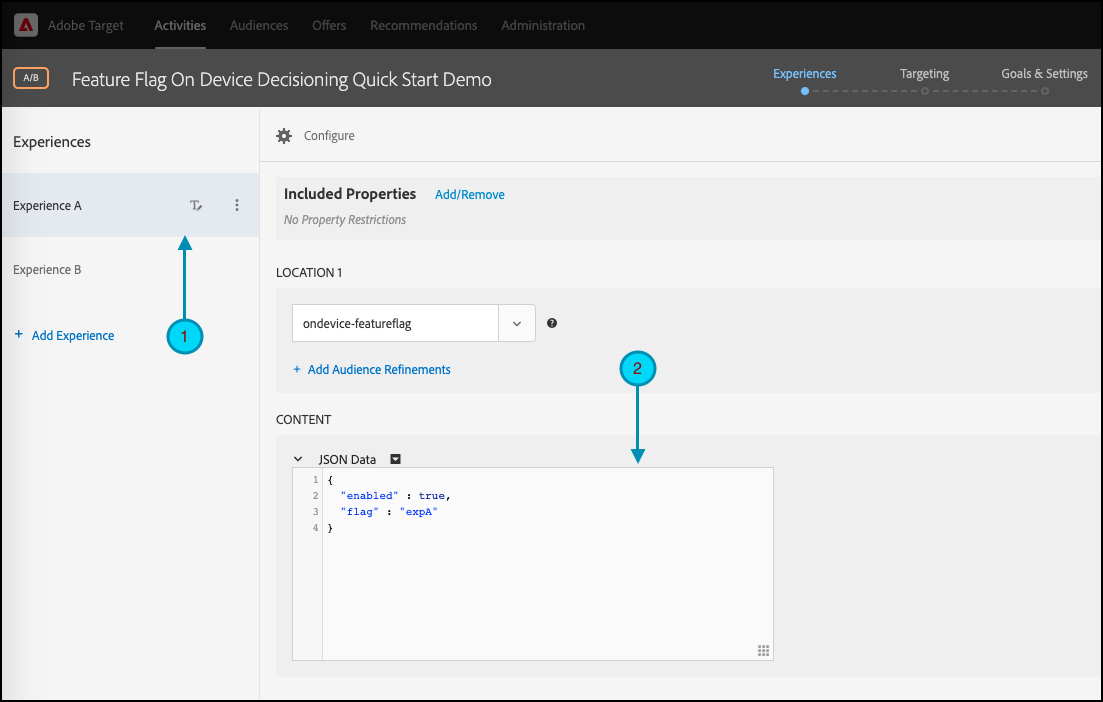 Adobe Target Activities Audiences Offers Recommendations Administration
A/B Feature Flag On Device Decisioning Quick Start Demo Experiences Targeting Goals & Settings
Experiences
Configure
Included Properties Add/Remove
Experience A
No Property Restrictions
Experience B
LOCATION 1
ondevice-featureflag
+ Add Experience
1
+ Add Audience Refinements
2
CONTENT
JSON Data
1 {
2 "enabled" : true,
3 "flag" : "expA"
4 }